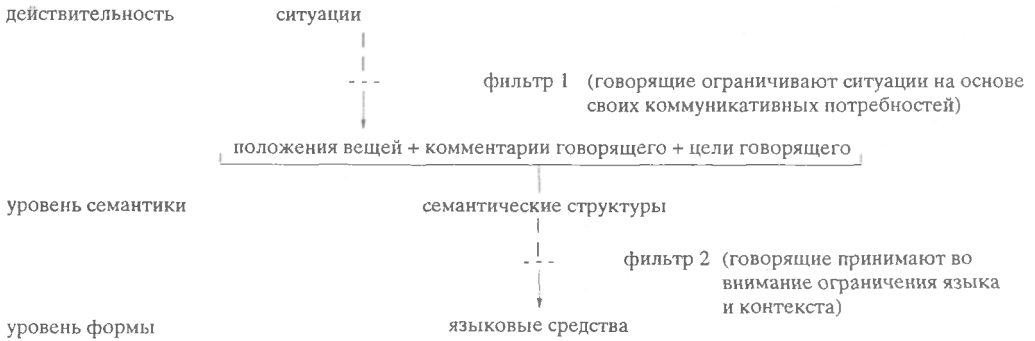 действительность ситуации
фильтр 1 (говорящие ограничивают ситуации на основе
своих коммуникативных потребностей)
положения вещей + комментарии говорящего + цели говорящего
уровень семантики семантические структуры
фильтр 2 (говорящие принимают во
внимание ограничения языка
и контекста)
уровень формы языковые средства